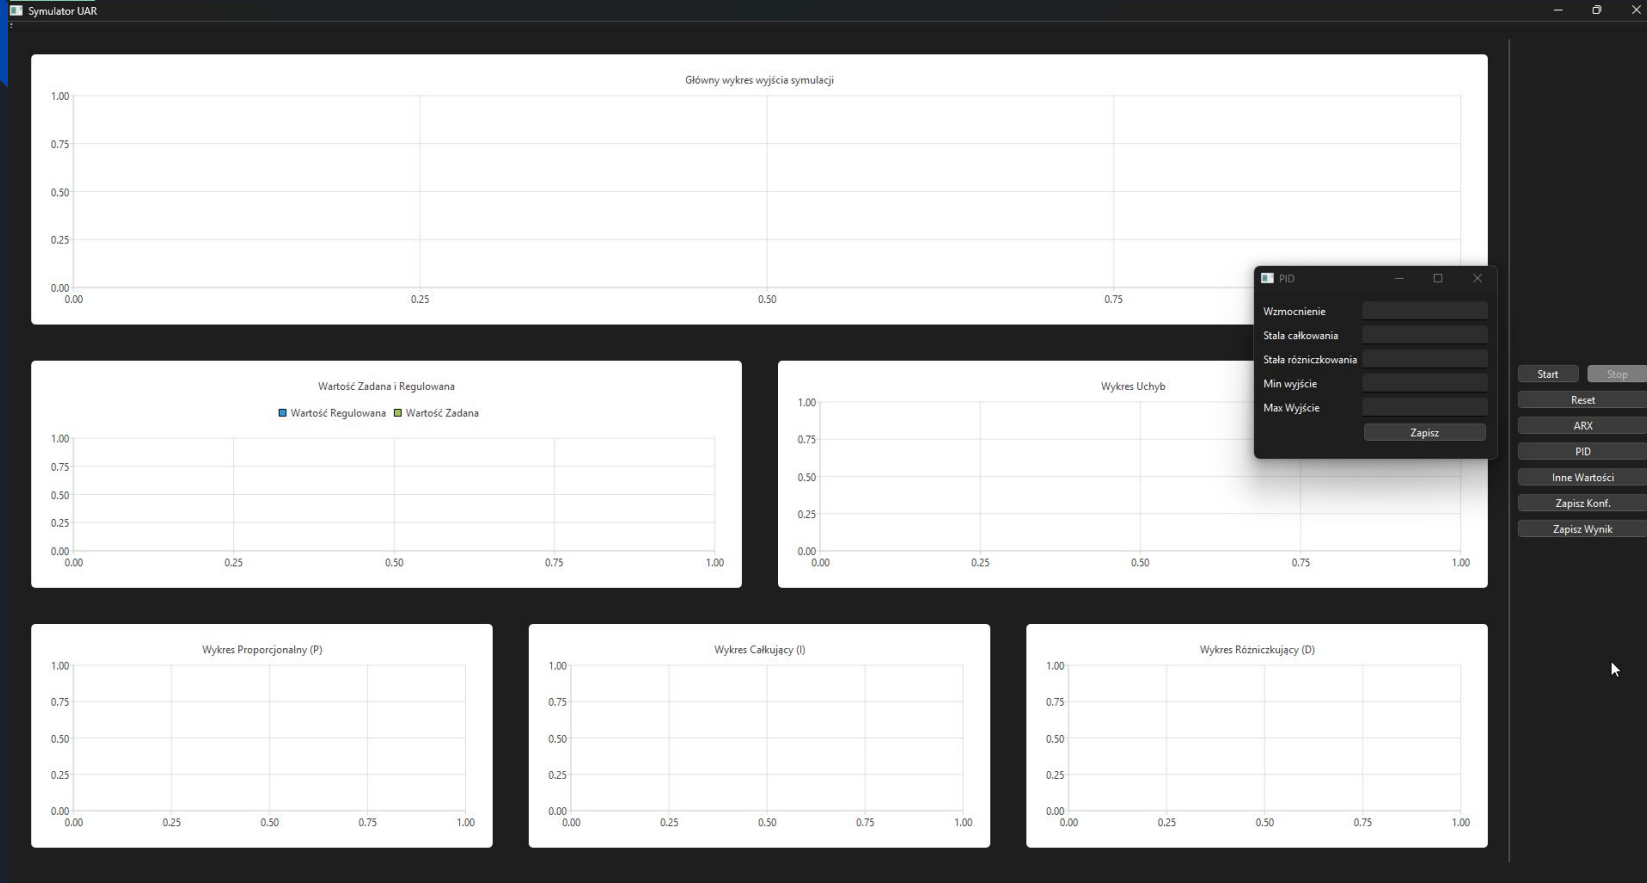 Symulator UAR
Główny wykres wyjścia symulacji
1.00
0.75
0.50
0.25
0.00
0.00 0.25 0.50 0.75
PID
Wzmocnienie
Stala całkowania
Stała różniczkowania
Min wyjście
Max Wyjście
Zapisz
Wartość Zadana i Regulowana
Wartość Regulowana Wartość Zadana
1.00
0.75
0.50
0.25
0.00
0.00 0.25 0.50 0.75 1.00
Wykres Uchyb
1.00
0.75
0.50
0.25
0.00
0.00 0.25 0.50 0.75 1.00
Start Stop
Reset
ARX
PID
Inne Wartości
Zapisz Konf.
Zapisz Wynik
Wykres Proporcjonalny (P)
1.00
0.75
0.50
0.25
0.00
0.00 0.25 0.50 0.75 1.00
Wykres Całkujący (I)
1.00
0.75
0.50
0.25
0.00
0.00 0.25 0.50 0.75 1.00
Wykres Różniczkujący (D)
1.00
0.75
0.50
0.25
0.00
0.00 0.25 0.50 0.75 1.00